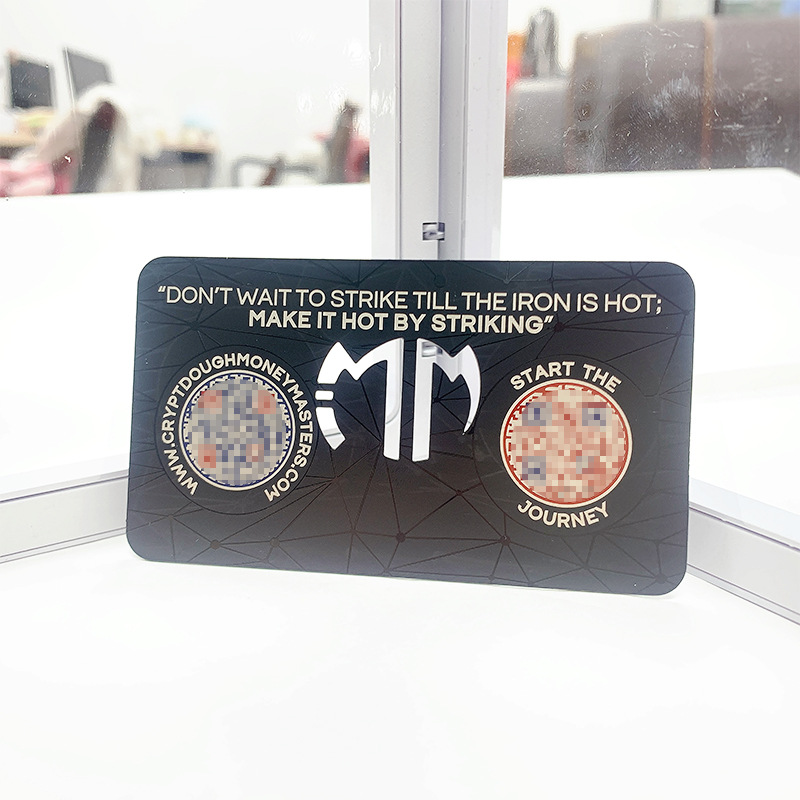 “DON’T WAIT TO STRIKE TILL THE IRON IS HOT;
MAKE IT HOT BY STRIKING”
MM
WWW.CRYPTDOUGHMONEYMASTERS.COM
START THE
JOURNEY